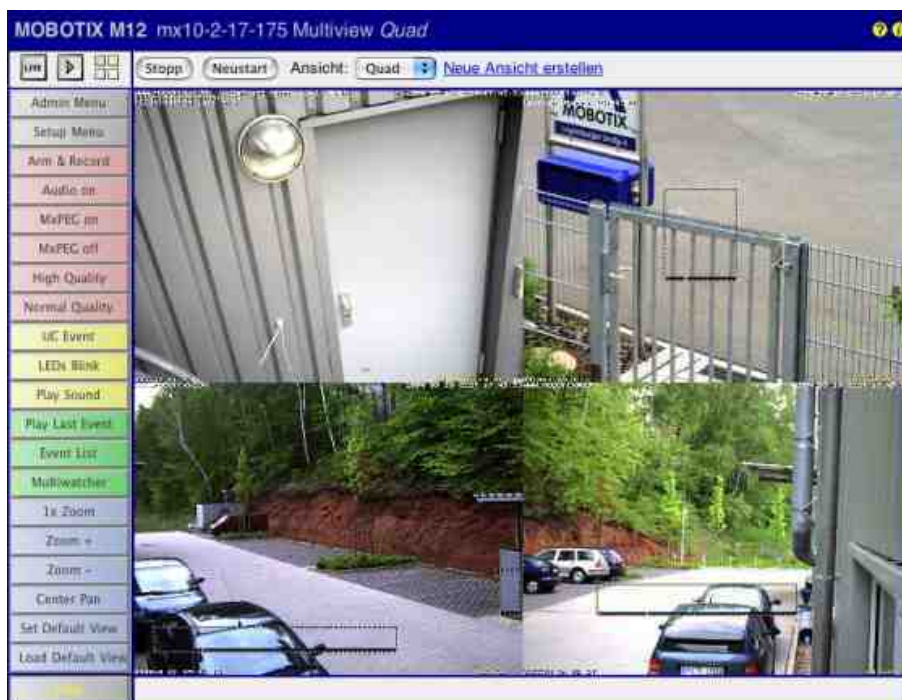 MOBOTIX M12 mx10-2-17-175 Multiview Quad
LIVE
Stopp Neustart Ansicht: Quad Neue Ansicht erstellen
Admin Menu
Setup Menu
Arm & Record
Audio on
MxPEG on
MxPEG off
High Quality
Normal Quality
UC Event
LEDs Blink
Play Sound
Play Last Event
Event List
Multiwatcher
1x Zoom
Zoom +
Zoom -
Center Pan
Set Default View
Load Default View
MOBOTIX